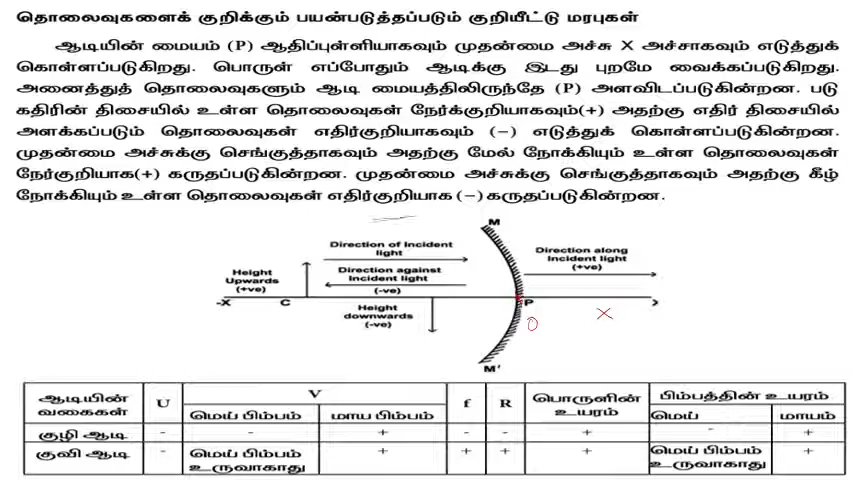 தொலைவுகளைக் குறிக்கும் பயன்படுத்தப்படும் குறியீட்டு மரபுகள்
ஆடியின் மையம் (P) ஆதிப்புள்ளியாகவும் முதன்மை அச்சு X அச்சாகவும் எடுத்துக்
கொள்ளப்படுகிறது. பொருள் எப்போதும் ஆடிக்கு இடது புறமே வைக்கப்படுகிறது.
அனைத்துத் தொலைவுகளும் ஆடி மையத்திலிருந்தே (P) அளவிடப்படுகின்றன. படு
கதிரின் திசையில் உள்ள தொலைவுகள் நேர்க்குறியாகவும்(+) அதற்கு எதிர் திசையில்
அளக்கப்படும் தொலைவுகள் எதிர்குறியாகவும் (−) எடுத்துக் கொள்ளப்படுகின்றன.
முதன்மை அச்சுக்கு செங்குத்தாகவும் அதற்கு மேல் நோக்கியும் உள்ள தொலைவுகள்
நேர்குறியாக(+) கருதப்படுகின்றன. முதன்மை அச்சுக்கு செங்குத்தாகவும் அதற்கு கீழ்
நோக்கியும் உள்ள தொலைவுகள் எதிர்குறியாக (−) கருதப்படுகின்றன.
M
Direction of Incident
light
Direction along
Incident light
(+ve)
Height
Upwards
(+ve)
Direction against
Incident light
(-ve)
-X C P X
Height
downwards
(-ve)
O X
M'
ஆடியின் வகைகள் U V f R பொருளின் உயரம் பிம்பத்தின் உயரம்
மெய் பிம்பம் மாய பிம்பம் மெய் மாயம்
குழி ஆடி - - + - - + - +
குவி ஆடி - மெய் பிம்பம் உருவாகாது + + + + மெய் பிம்பம் உருவாகாது +